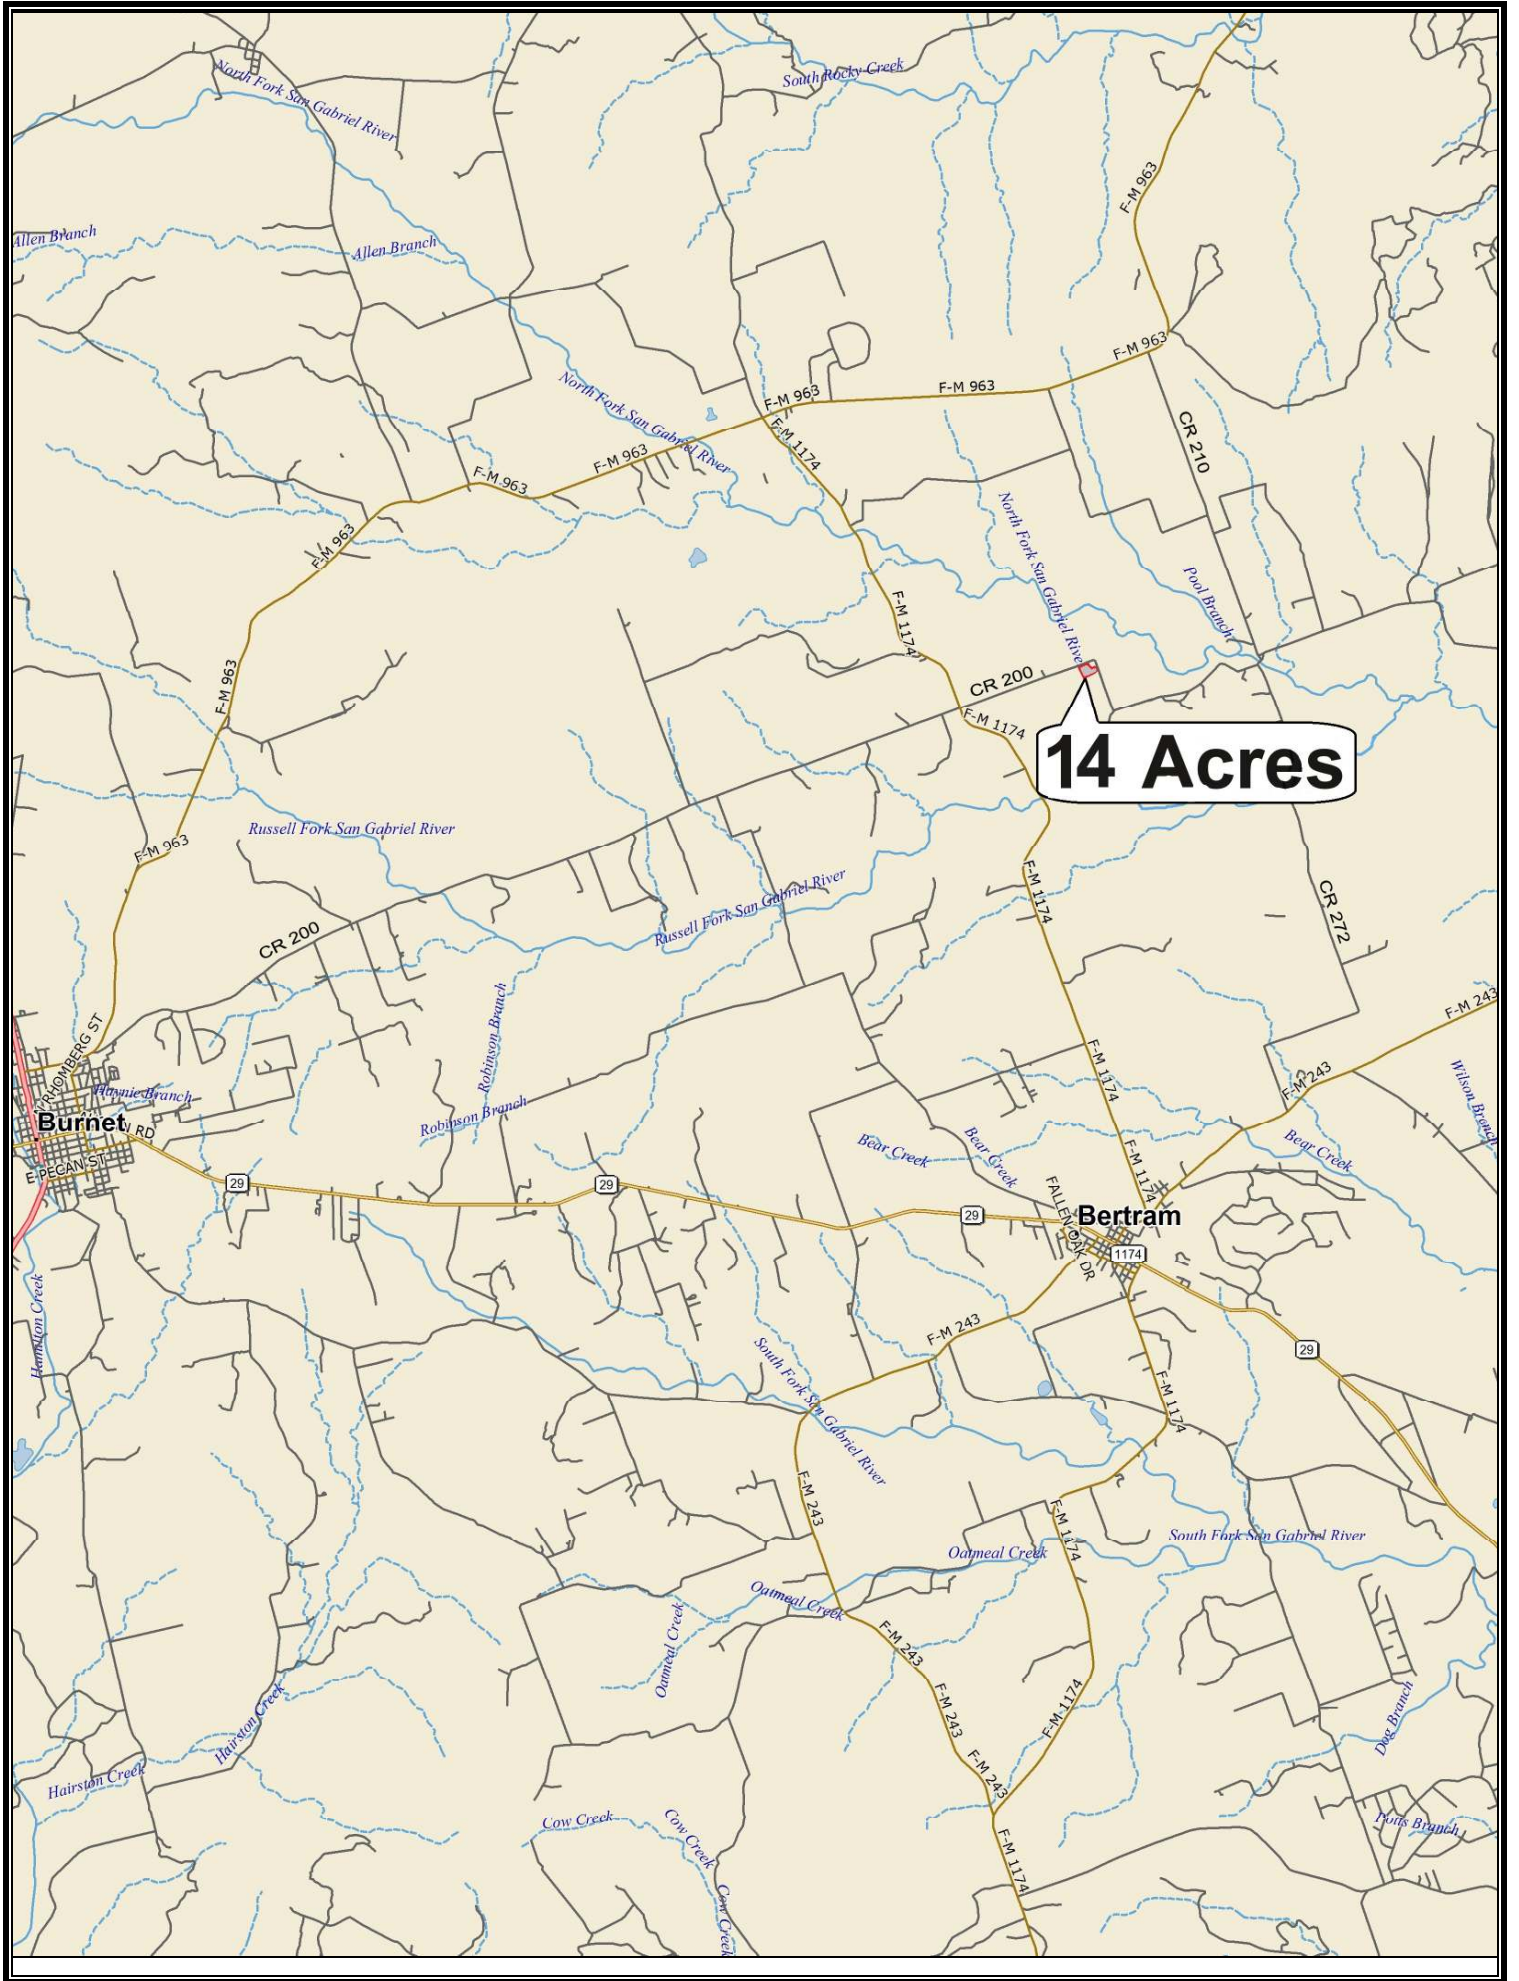 South Rocky Creek
North Fork San Gabriel River
F-M 963
Allen Branch
Allen Branch
F-M 963
F-M 963
F-M 963
North Fork San Gabriel River
F-M 1174
CR 210
F-M 963
F-M 963
F-M 963
North Fork San Gabriel River
Pool Branch
F-M 1174
F-M 963
CR 200
F-M 1174
14 Acres
Russell Fork San Gabriel River
F-M 963
F-M 1174
Russell Fork San Gabriel River
CR 272
CR 200
F-M 243
Robinson Branch
N RHOMBERG ST
F-M 1174
F-M 243
Wilson Branch
Haynie Branch
Robinson Branch
Burnet
N RD
Bear Creek
Bear Creek
F-M 1174
Bear Creek
E PECAN ST
29
29
29
FALLEN OAK DR
Bertram
1174
Hamilton Creek
F-M 243
29
South Fork San Gabriel River
F-M 1174
F-M 243
F-M 1174
South Fork San Gabriel River
Oatmeal Creek
Oatmeal Creek
Oatmeal Creek
F-M 243
F-M 243
F-M 1174
Hairston Creek
Dog Branch
F-M 243
Hairston Creek
Cow Creek
Cow Creek
Potts Branch
F-M 1174
Cow Creek